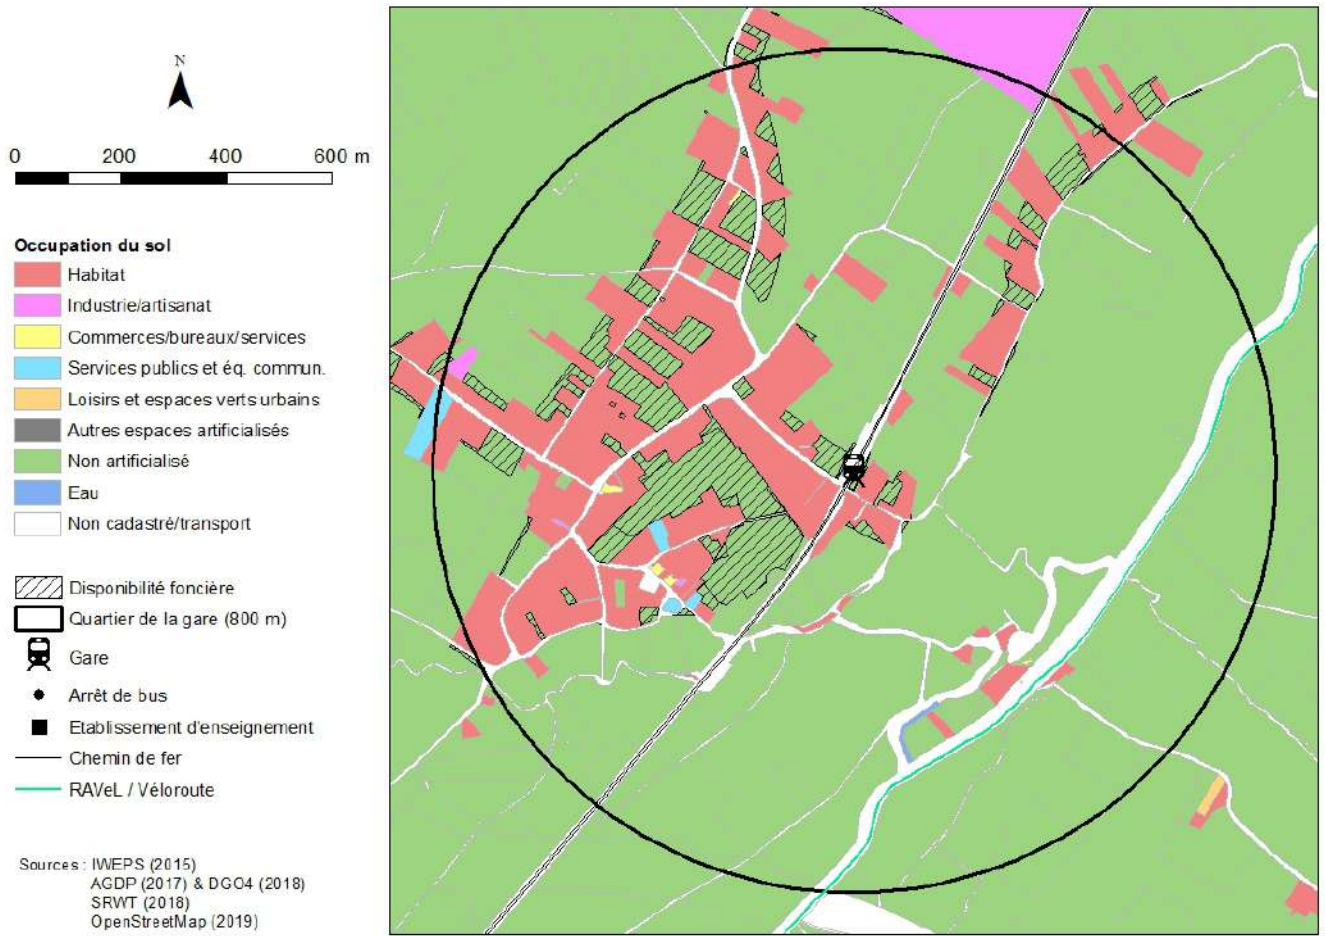 N
0 200 400 600 m
Occupation du sol
Habitat
Industrie/artisanat
Commerces/bureaux/services
Services publics et éq. commun.
Loisirs et espaces verts urbains
Autres espaces artificialisés
Non artificialisé
Eau
Non cadastré/transport
Disponibilité foncière
Quartier de la gare (800 m)
Gare
Arrêt de bus
Etablissement d'enseignement
Chemin de fer
RAVeL / Véloroute
Sources : IWEPS (2015)
AGDP (2017) & DGO4 (2018)
SRWT (2018)
OpenStreetMap (2019)